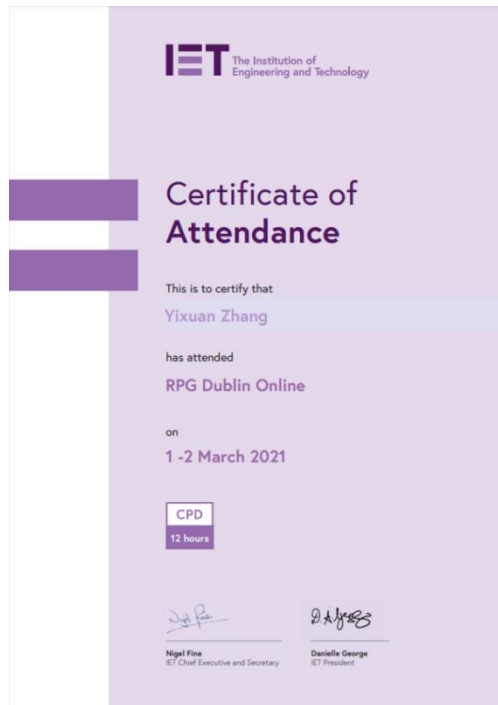 IET The Institution of
Engineering and Technology
Certificate of
Attendance
This is to certify that
Yixuan Zhang
has attended
RPG Dublin Online
on
1 -2 March 2021
CPD
12 hours
Nigel Fine
IET Chief Executive and Secretary
Danielle George
IET President